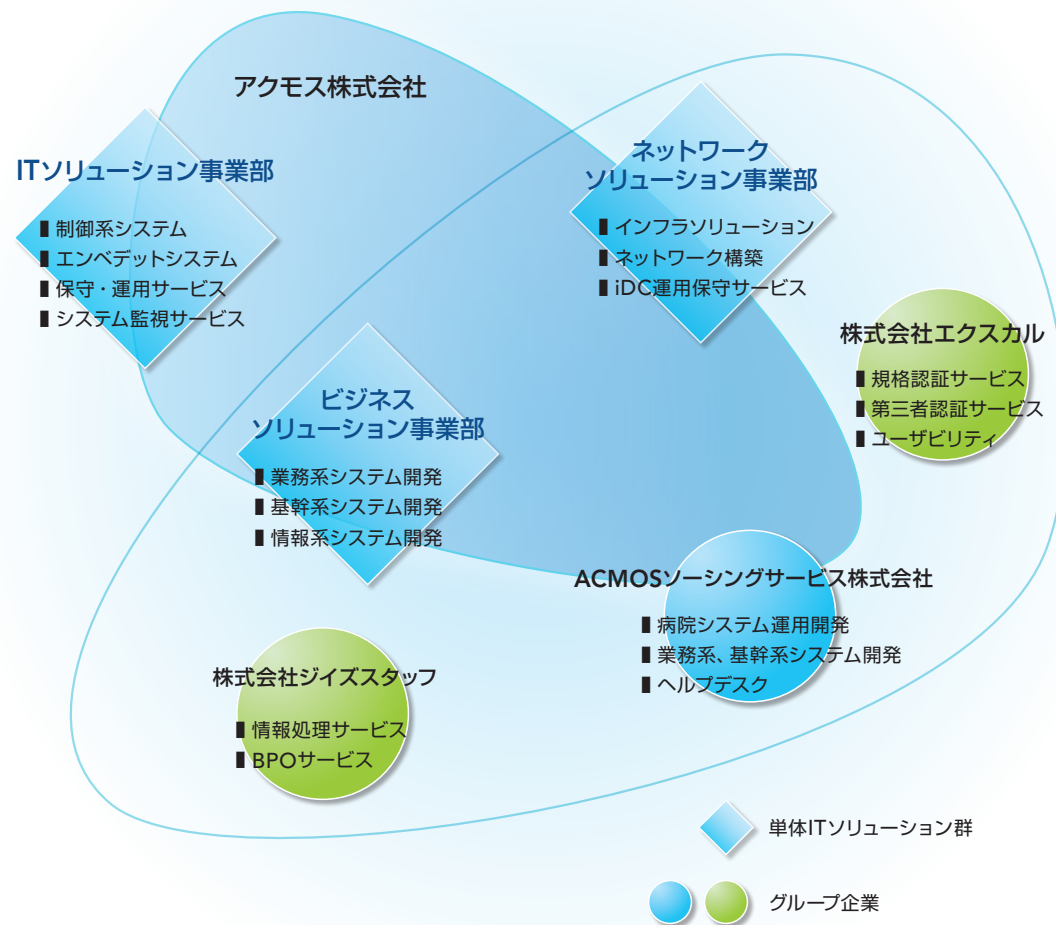 アクモス株式会社
ITソリューション事業部
▮制御系システム
▮エンベデットシステム
▮保守・運用サービス
▮システム監視サービス
ネットワーク
ソリューション事業部
▮インフラソリューション
▮ネットワーク構築
▮iDC運用保守サービス
株式会社エクスカル
▮規格認証サービス
▮第三者認証サービス
▮ユーザビリティ
ビジネス
ソリューション事業部
▮業務系システム開発
▮基幹系システム開発
▮情報系システム開発
ACMOSソーシングサービス株式会社
▮病院システム運用開発
▮業務系、基幹系システム開発
▮ヘルプデスク
株式会社ジイズスタッフ
▮情報処理サービス
▮BPOサービス
単体ITソリューション群
グループ企業